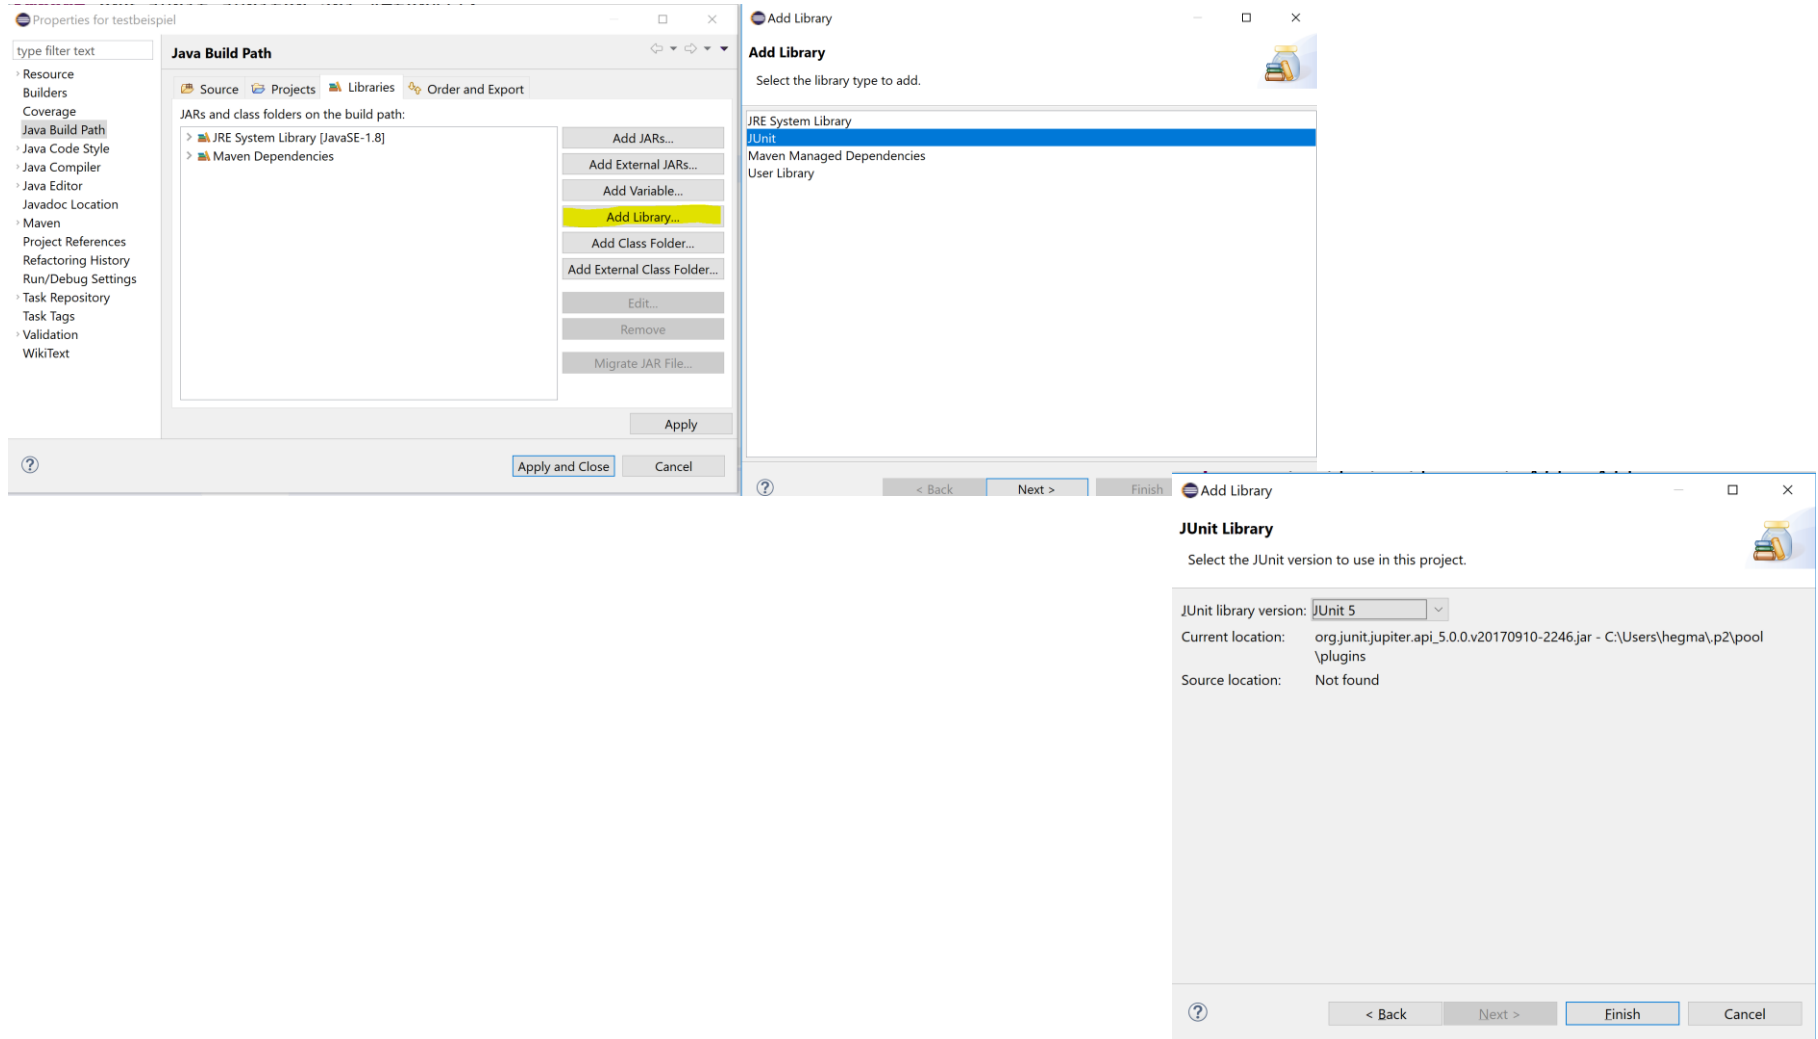 Properties for testbeispiel
type filter text
Resource
Builders
Coverage
Java Build Path
Java Code Style
Java Compiler
Java Editor
Javadoc Location
Maven
Project References
Refactoring History
Run/Debug Settings
Task Repository
Task Tags
Validation
WikiText
Java Build Path
Source
Projects
Libraries
Order and Export
JARs and class folders on the build path:
JRE System Library [JavaSE-1.8]
Maven Dependencies
Add JARs...
Add External JARs...
Add Variable...
Add Library...
Add Class Folder...
Add External Class Folder...
Edit...
Remove
Migrate JAR File...
Apply
Apply and Close
Cancel
Add Library
Add Library
Select the library type to add.
JRE System Library
JUnit
Maven Managed Dependencies
User Library
< Back
Next >
Finish
Add Library
JUnit Library
Select the JUnit version to use in this project.
JUnit library version: JUnit 5
Current location: org.junit.jupiter.api_5.0.0.v20170910-2246.jar - C:\Users\hegma\.p2\pool
\plugins
Source location: Not found
< Back
Next >
Finish
Cancel